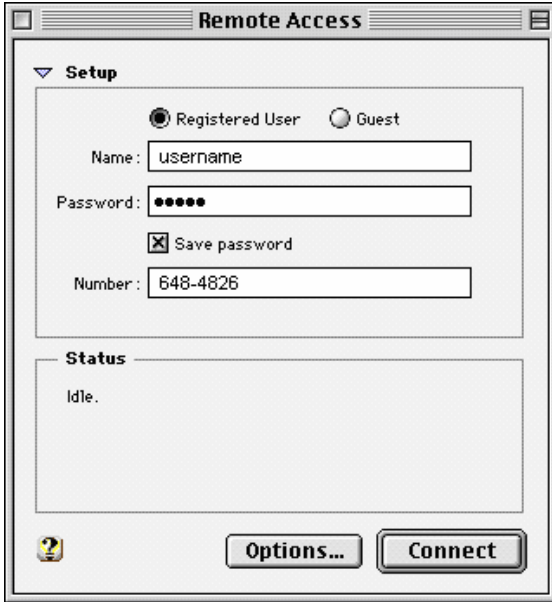 Remote Access
Setup
Registered User Guest
Name: username
Password: •••••
Save password
Number: 648-4826
Status
Idle.
Options... Connect